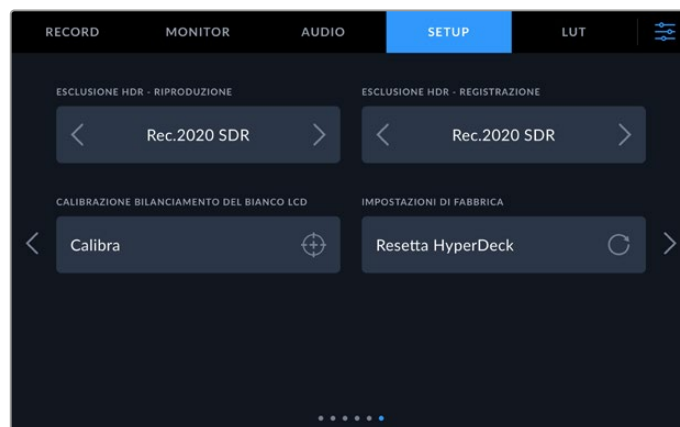 RECORD MONITOR AUDIO SETUP LUT
ESCLUSIONE HDR - RIPRODUZIONE ESCLUSIONE HDR - REGISTRAZIONE
Rec.2020 SDR Rec.2020 SDR
CALIBRAZIONE BILANCIAMENTO DEL BIANCO LCD IMPOSTAZIONI DI FABBRICA
Calibra Resetta HyperDeck